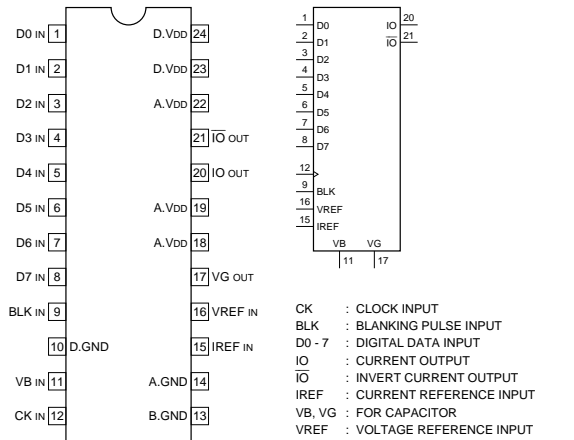 D0 IN 1
D1 IN 2
D2 IN 3
D3 IN 4
D4 IN 5
D5 IN 6
D6 IN 7
D7 IN 8
BLK IN 9
10 D.GND
VB IN 11
CK IN 12
D.VDD 24
D.VDD 23
A.VDD 22
21 I̅O̅ OUT
20 IO OUT
A.VDD 19
A.VDD 18
17 VG OUT
16 VREF IN
15 IREF IN
A.GND 14
B.GND 13
1 D0
2 D1
3 D2
4 D3
5 D4
6 D5
7 D6
8 D7
12
9 BLK
16 VREF
15 IREF
IO 20
I̅O̅ 21
VB VG
11 17
CK : CLOCK INPUT
BLK : BLANKING PULSE INPUT
D0 - 7 : DIGITAL DATA INPUT
IO : CURRENT OUTPUT
I̅O̅ : INVERT CURRENT OUTPUT
IREF : CURRENT REFERENCE INPUT
VB, VG : FOR CAPACITOR
VREF : VOLTAGE REFERENCE INPUT